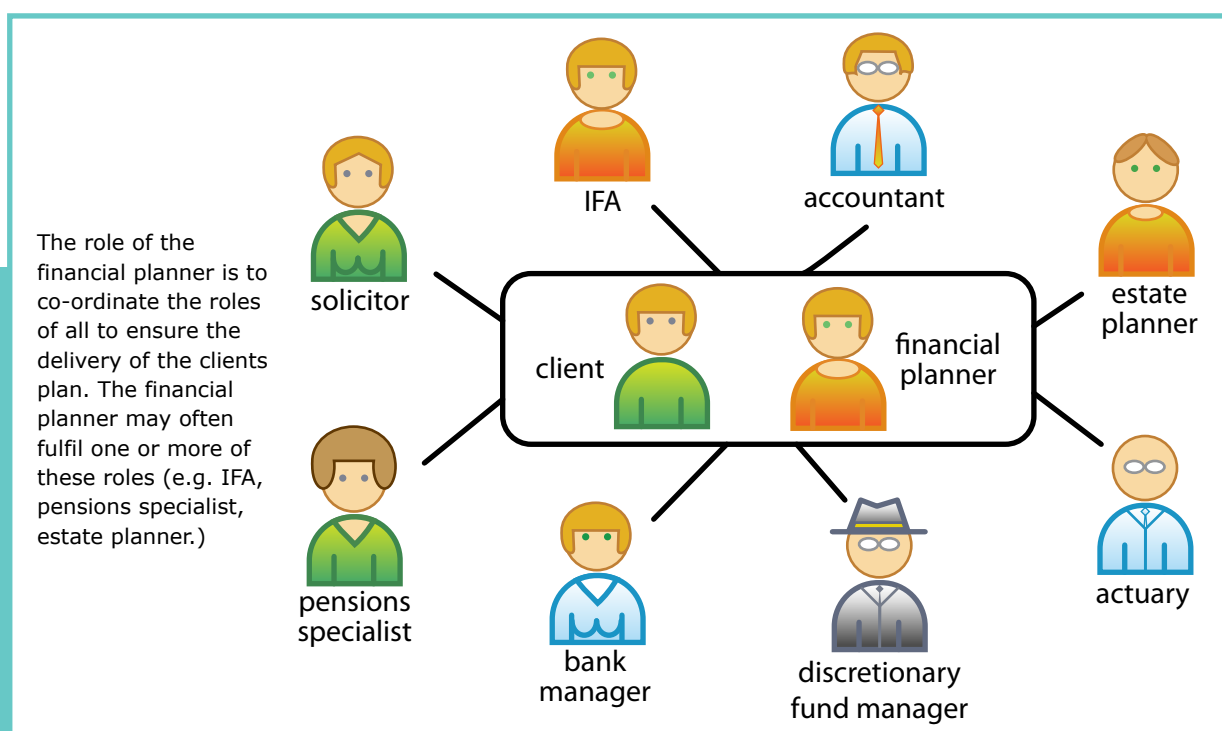 The role of the
financial planner is to
co-ordinate the roles
of all to ensure the
delivery of the clients
plan. The financial
planner may often
fulfil one or more of
these roles (e.g. IFA,
pensions specialist,
estate planner.)
IFA
accountant
solicitor
estate
planner
client
financial
planner
pensions
specialist
bank
manager
discretionary
fund manager
actuary